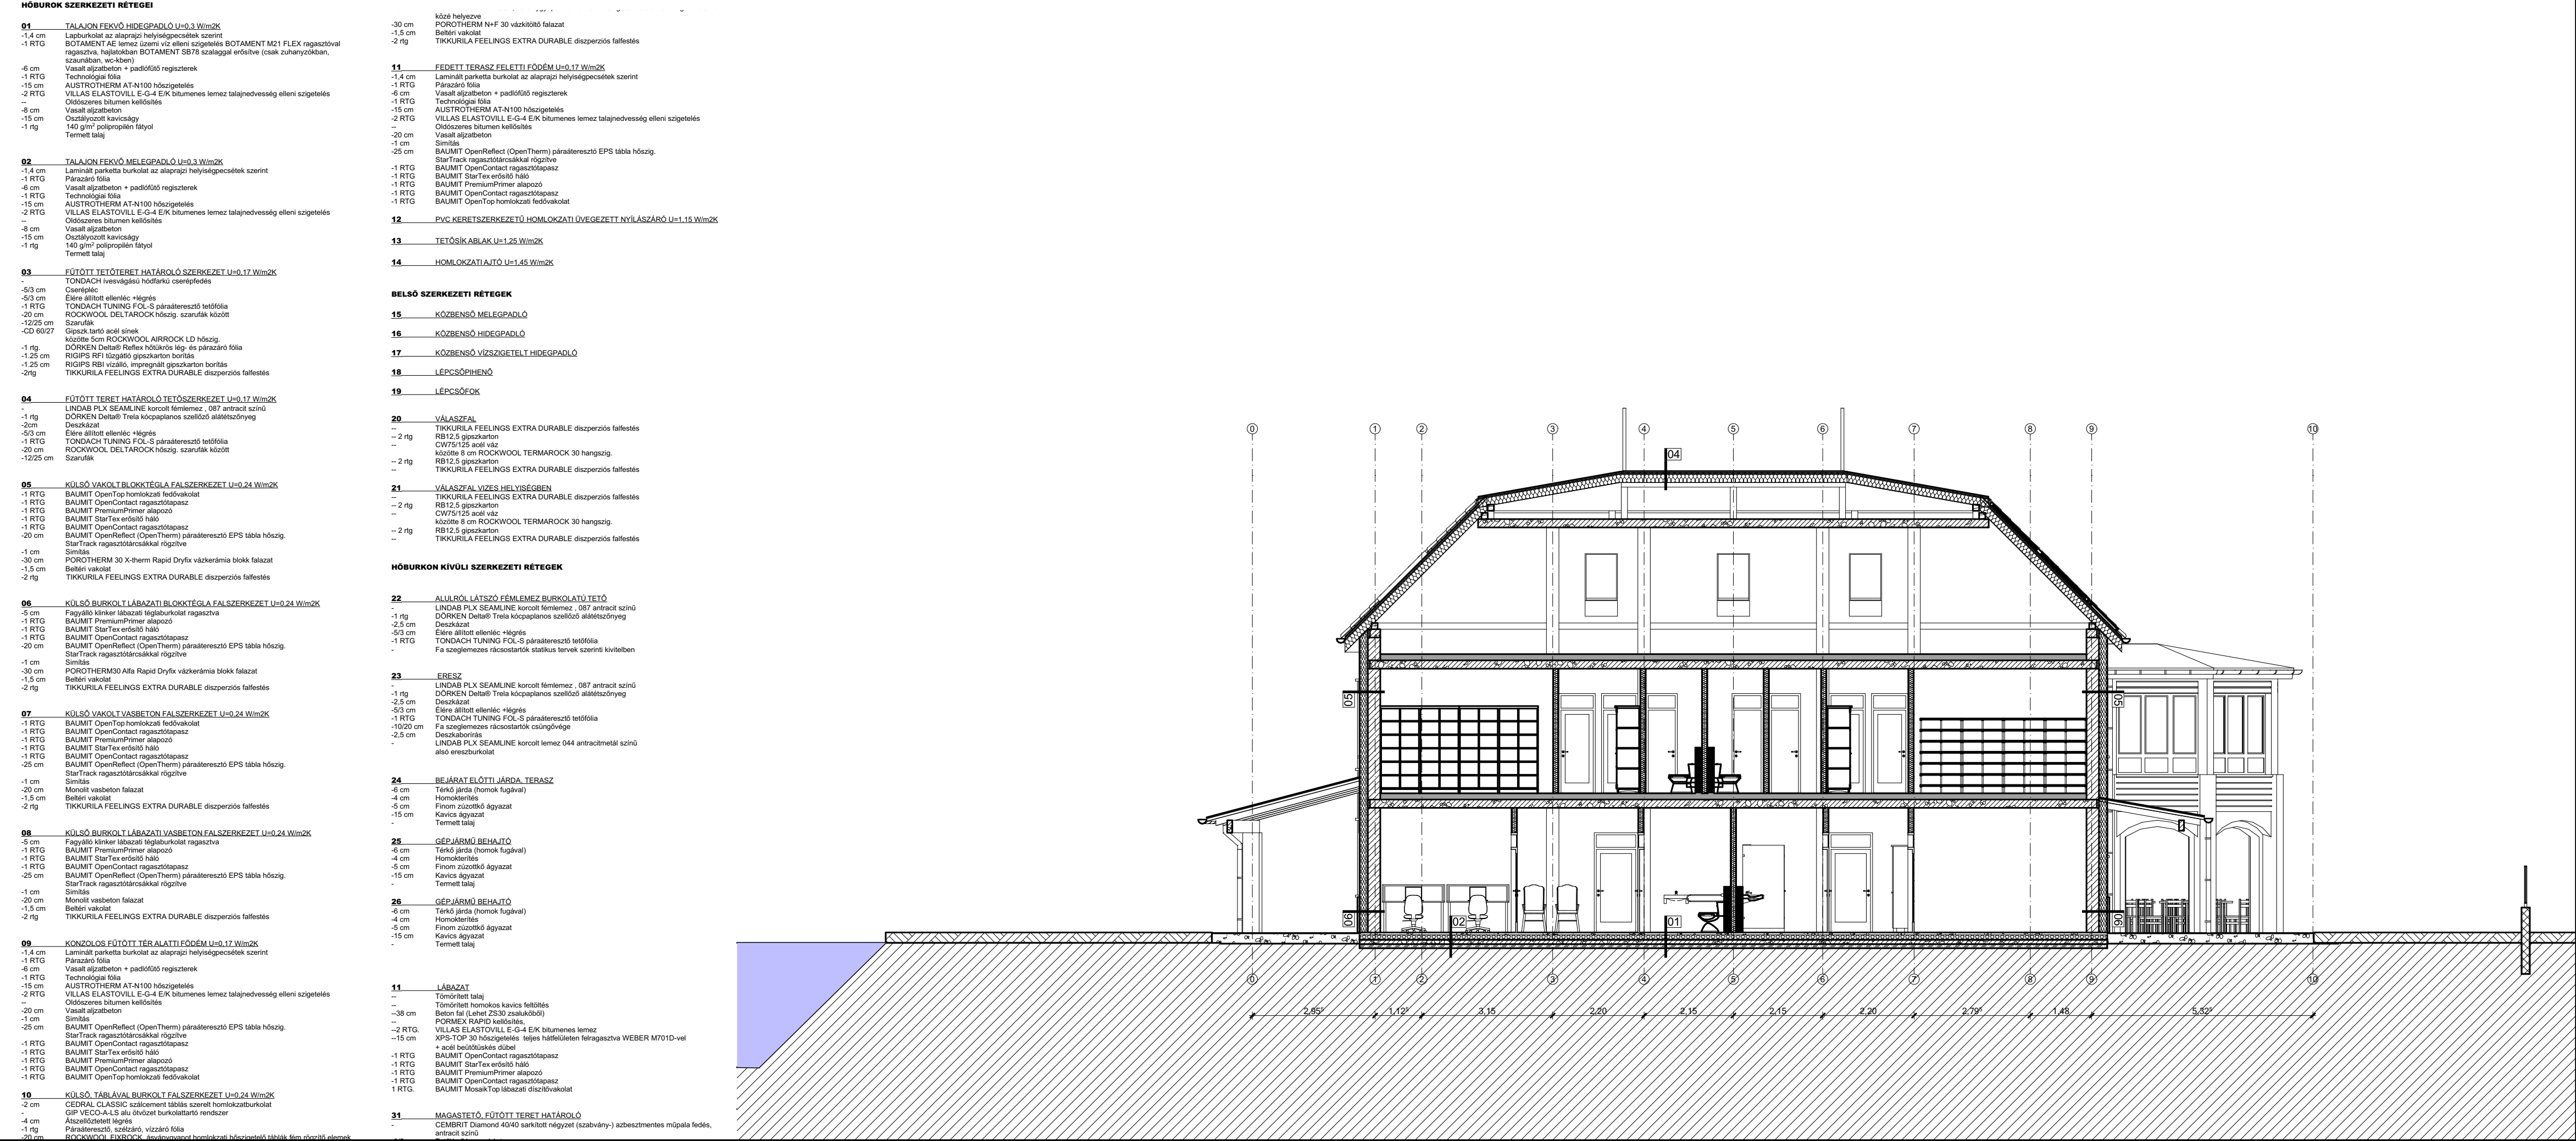 HŐBUROK SZERKEZETI RÉTEGEI
01 TALAJON FEKVŐ HIDEGPADLÓ U=0,3 W/m2K
-1,4 cm Lapburkolat az alaprajzi helyiségpecsétek szerint
-1 RTG BOTAMENT AE lemez üzemi víz elleni szigetelés BOTAMENT M21 FLEX ragasztóval
ragasztva, hajlatokban BOTAMENT SB78 szalaggal erősítve (csak zuhanyzókban,
szaunában, wc-kben)
-6 cm Vasalt aljzatbeton + padlófűtő regiszterek
-1 RTG Technológiai fólia
-15 cm AUSTROTHERM AT-N100 hőszigetelés
-2 RTG VILLAS ELASTOVILL E-G-4 E/K bitumenes lemez talajnedvesség elleni szigetelés
-- Oldószeres bitumen kellősítés
-8 cm Vasalt aljzatbeton
-15 cm Osztályozott kavicságy
-1 rtg 140 g/m² polipropilén fátyol
Termett talaj
02 TALAJON FEKVŐ MELEGPADLÓ U=0,3 W/m2K
-1,4 cm Laminált parketta burkolat az alaprajzi helyiségpecsétek szerint
-1 RTG Párazáró fólia
-6 cm Vasalt aljzatbeton + padlófűtő regiszterek
-1 RTG Technológiai fólia
-15 cm AUSTROTHERM AT-N100 hőszigetelés
-2 RTG VILLAS ELASTOVILL E-G-4 E/K bitumenes lemez talajnedvesség elleni szigetelés
-- Oldószeres bitumen kellősítés
-8 cm Vasalt aljzatbeton
-15 cm Osztályozott kavicságy
-1 rtg 140 g/m² polipropilén fátyol
Termett talaj
03 FŰTÖTT TETŐTERET HATÁROLÓ SZERKEZET U=0,17 W/m2K
- TONDACH ívesvágású hódfarkú cserépfedés
-5/3 cm Cserépléc
-5/3 cm Élére állított ellenléc +légrés
-1 RTG TONDACH TUNING FOL-S páraáteresztő tetőfólia
-20 cm ROCKWOOL DELTAROCK hőszig. szarufák között
-12/25 cm Szarufák
-CD 60/27 Gipszk.tartó acél sínek
közötte 5cm ROCKWOOL AIRROCK LD hőszig.
-1 rtg. DÖRKEN Delta® Reflex hőtükrös lég- és párazáró fólia
-1.25 cm RIGIPS RFI tűzgátló gipszkarton borítás
-1.25 cm RIGIPS RBI vízálló, impregnált gipszkarton borítás
-2rtg TIKKURILA FEELINGS EXTRA DURABLE diszperziós falfestés
04 FŰTÖTT TERET HATÁROLÓ TETŐSZERKEZET U=0,17 W/m2K
- LINDAB PLX SEAMLINE korcolt fémlemez , 087 antracit színű
-1 rtg DÖRKEN Delta® Trela kócpaplanos szellőző alátétszőnyeg
-2cm Deszkázat
-5/3 cm Élére állított ellenléc +légrés
-1 RTG TONDACH TUNING FOL-S páraáteresztő tetőfólia
-20 cm ROCKWOOL DELTAROCK hőszig. szarufák között
-12/25 cm Szarufák
05 KÜLSŐ VAKOLT BLOKKTÉGLA FALSZERKEZET U=0,24 W/m2K
-1 RTG BAUMIT OpenTop homlokzati fedővakolat
-1 RTG BAUMIT OpenContact ragasztótapasz
-1 RTG BAUMIT PremiumPrimer alapozó
-1 RTG BAUMIT StarTex erősítő háló
-1 RTG BAUMIT OpenContact ragasztótapasz
-20 cm BAUMIT OpenReflect (OpenTherm) páraáteresztő EPS tábla hőszig.
StarTrack ragasztótárcsákkal rögzítve
-1 cm Simítás
-30 cm POROTHERM 30 X-therm Rapid Dryfix vázkerámia blokk falazat
-1,5 cm Beltéri vakolat
-2 rtg TIKKURILA FEELINGS EXTRA DURABLE diszperziós falfestés
06 KÜLSŐ BURKOLT LÁBAZATI BLOKKTÉGLA FALSZERKEZET U=0,24 W/m2K
-5 cm Fagyálló klinker lábazati téglaburkolat ragasztva
-1 RTG BAUMIT PremiumPrimer alapozó
-1 RTG BAUMIT StarTex erősítő háló
-1 RTG BAUMIT OpenContact ragasztótapasz
-20 cm BAUMIT OpenReflect (OpenTherm) páraáteresztő EPS tábla hőszig.
StarTrack ragasztótárcsákkal rögzítve
-1 cm Simítás
-30 cm POROTHERM30 Alfa Rapid Dryfix vázkerámia blokk falazat
-1,5 cm Beltéri vakolat
-2 rtg TIKKURILA FEELINGS EXTRA DURABLE diszperziós falfestés
07 KÜLSŐ VAKOLT VASBETON FALSZERKEZET U=0,24 W/m2K
-1 RTG BAUMIT OpenTop homlokzati fedővakolat
-1 RTG BAUMIT OpenContact ragasztótapasz
-1 RTG BAUMIT PremiumPrimer alapozó
-1 RTG BAUMIT StarTex erősítő háló
-1 RTG BAUMIT OpenContact ragasztótapasz
-25 cm BAUMIT OpenReflect (OpenTherm) páraáteresztő EPS tábla hőszig.
StarTrack ragasztótárcsákkal rögzítve
-1 cm Simítás
-20 cm Monolit vasbeton falazat
-1,5 cm Beltéri vakolat
-2 rtg TIKKURILA FEELINGS EXTRA DURABLE diszperziós falfestés
08 KÜLSŐ BURKOLT LÁBAZATI VASBETON FALSZERKEZET U=0,24 W/m2K
-5 cm Fagyálló klinker lábazati téglaburkolat ragasztva
-1 RTG BAUMIT PremiumPrimer alapozó
-1 RTG BAUMIT StarTex erősítő háló
-1 RTG BAUMIT OpenContact ragasztótapasz
-25 cm BAUMIT OpenReflect (OpenTherm) páraáteresztő EPS tábla hőszig.
StarTrack ragasztótárcsákkal rögzítve
-1 cm Simítás
-20 cm Monolit vasbeton falazat
-1,5 cm Beltéri vakolat
-2 rtg TIKKURILA FEELINGS EXTRA DURABLE diszperziós falfestés
09 KONZOLOS FŰTÖTT TÉR ALATTI FÖDÉM U=0,17 W/m2K
-1,4 cm Laminált parketta burkolat az alaprajzi helyiségpecsétek szerint
-1 RTG Párazáró fólia
-6 cm Vasalt aljzatbeton + padlófűtő regiszterek
-1 RTG Technológiai fólia
-15 cm AUSTROTHERM AT-N100 hőszigetelés
-2 RTG VILLAS ELASTOVILL E-G-4 E/K bitumenes lemez talajnedvesség elleni szigetelés
-- Oldószeres bitumen kellősítés
-20 cm Vasalt aljzatbeton
-1 cm Simítás
-25 cm BAUMIT OpenReflect (OpenTherm) páraáteresztő EPS tábla hőszig.
StarTrack ragasztótárcsákkal rögzítve
-1 RTG BAUMIT OpenContact ragasztótapasz
-1 RTG BAUMIT StarTex erősítő háló
-1 RTG BAUMIT PremiumPrimer alapozó
-1 RTG BAUMIT OpenContact ragasztótapasz
-1 RTG BAUMIT OpenTop homlokzati fedővakolat
10 KÜLSŐ, TÁBLÁVAL BURKOLT FALSZERKEZET U=0,24 W/m2K
-2 cm CEDRAL CLASSIC szálcement táblás szerelt homlokzatburkolat
- GIP VECO-A-LS alu ötvözet burkolattartó rendszer
-4 cm Átszellőztetett légrés
-1 rtg Páraáteresztő, szélzáró, vízzáró fólia
-20 cm ROCKWOOL FIXROCK, ásványgyapot homlokzati hőszigetelő táblák fém rögzítő elemek
közé helyezve
-30 cm POROTHERM N+F 30 vázkitöltő falazat
-1,5 cm Beltéri vakolat
-2 rtg TIKKURILA FEELINGS EXTRA DURABLE diszperziós falfestés
11 FEDETT TERASZ FELETTI FÖDÉM U=0,17 W/m2K
-1,4 cm Laminált parketta burkolat az alaprajzi helyiségpecsétek szerint
-1 RTG Párazáró fólia
-6 cm Vasalt aljzatbeton + padlófűtő regiszterek
-1 RTG Technológiai fólia
-15 cm AUSTROTHERM AT-N100 hőszigetelés
-2 RTG VILLAS ELASTOVILL E-G-4 E/K bitumenes lemez talajnedvesség elleni szigetelés
-- Oldószeres bitumen kellősítés
-20 cm Vasalt aljzatbeton
-1 cm Simítás
-25 cm BAUMIT OpenReflect (OpenTherm) páraáteresztő EPS tábla hőszig.
StarTrack ragasztótárcsákkal rögzítve
-1 RTG BAUMIT OpenContact ragasztótapasz
-1 RTG BAUMIT StarTex erősítő háló
-1 RTG BAUMIT PremiumPrimer alapozó
-1 RTG BAUMIT OpenContact ragasztótapasz
-1 RTG BAUMIT OpenTop homlokzati fedővakolat
12 PVC KERETSZERKEZETŰ HOMLOKZATI ÜVEGEZETT NYÍLÁSZÁRÓ U=1,15 W/m2K
13 TETŐSÍK ABLAK U=1,25 W/m2K
14 HOMLOKZATI AJTÓ U=1,45 W/m2K
BELSŐ SZERKEZETI RÉTEGEK
15 KÖZBENSŐ MELEGPADLÓ
16 KÖZBENSŐ HIDEGPADLÓ
17 KÖZBENSŐ VÍZSZIGETELT HIDEGPADLÓ
18 LÉPCSŐPIHENŐ
19 LÉPCSŐFOK
20 VÁLASZFAL
-- TIKKURILA FEELINGS EXTRA DURABLE diszperziós falfestés
-- 2 rtg RB12,5 gipszkarton
-- CW75/125 acél váz
közötte 8 cm ROCKWOOL TERMAROCK 30 hangszig.
-- 2 rtg RB12,5 gipszkarton
-- TIKKURILA FEELINGS EXTRA DURABLE diszperziós falfestés
21 VÁLASZFAL VIZES HELYISÉGBEN
-- TIKKURILA FEELINGS EXTRA DURABLE diszperziós falfestés
-- 2 rtg RB12,5 gipszkarton
-- CW75/125 acél váz
közötte 8 cm ROCKWOOL TERMAROCK 30 hangszig.
-- 2 rtg RB12,5 gipszkarton
-- TIKKURILA FEELINGS EXTRA DURABLE diszperziós falfestés
HŐBURKON KÍVÜLI SZERKEZETI RÉTEGEK
22 ALULRÓL LÁTSZÓ FÉMLEMEZ BURKOLATÚ TETŐ
- LINDAB PLX SEAMLINE korcolt fémlemez , 087 antracit színű
-1 rtg DÖRKEN Delta® Trela kócpaplanos szellőző alátétszőnyeg
-2,5 cm Deszkázat
-5/3 cm Élére állított ellenléc +légrés
-1 RTG TONDACH TUNING FOL-S páraáteresztő tetőfólia
- Fa szeglemezes rácsostartók statikus tervek szerinti kivitelben
23 ERESZ
- LINDAB PLX SEAMLINE korcolt fémlemez , 087 antracit színű
-1 rtg DÖRKEN Delta® Trela kócpaplanos szellőző alátétszőnyeg
-2,5 cm Deszkázat
-5/3 cm Élére állított ellenléc +légrés
-1 RTG TONDACH TUNING FOL-S páraáteresztő tetőfólia
-10/20 cm Fa szeglemezes rácsostartók csüngővége
-2,5 cm Deszkaborírás
- LINDAB PLX SEAMLINE korcolt lemez 044 antracitmetál színű
alsó ereszburkolat
24 BEJÁRAT ELŐTTI JÁRDA, TERASZ
-6 cm Térkő járda (homok fugával)
-4 cm Homokterítés
-5 cm Finom zúzottkő ágyazat
-15 cm Kavics ágyazat
- Termett talaj
25 GÉPJÁRMŰ BEHAJTÓ
-6 cm Térkő járda (homok fugával)
-4 cm Homokterítés
-5 cm Finom zúzottkő ágyazat
-15 cm Kavics ágyazat
- Termett talaj
26 GÉPJÁRMŰ BEHAJTÓ
-6 cm Térkő járda (homok fugával)
-4 cm Homokterítés
-5 cm Finom zúzottkő ágyazat
-15 cm Kavics ágyazat
- Termett talaj
11 LÁBAZAT
-- Tömörített talaj
-- Tömörített homokos kavics feltöltés
--38 cm Beton fal (Lehet ZS30 zsalukőből)
-- PORMEX RAPID kellősítés,
--2 RTG. VILLAS ELASTOVILL E-G-4 E/K bitumenes lemez
--15 cm XPS-TOP 30 hőszigetelés teljes hátfelületen felragasztva WEBER M701D-vel
+ acél beütőtüskés dübel
-1 RTG BAUMIT OpenContact ragasztótapasz
-1 RTG BAUMIT StarTex erősítő háló
-1 RTG BAUMIT PremiumPrimer alapozó
-1 RTG BAUMIT OpenContact ragasztótapasz
1 RTG. BAUMIT MosaikTop lábazati díszítővakolat
31 MAGASTETŐ, FŰTÖTT TERET HATÁROLÓ
- CEMBRIT Diamond 40/40 sarkított négyzet (szabvány-) azbesztmentes műpala fedés,
antracit színű
0 1 2 3 4 5 6 7 8 9 10
04
05 05
06 02 01 06
0 1 2 3 4 5 6 7 8 9 10
2,95⁵ 1,12⁵ 3,15 2,20 2,15 2,15 2,20 2,79⁵ 1,48 5,32⁵